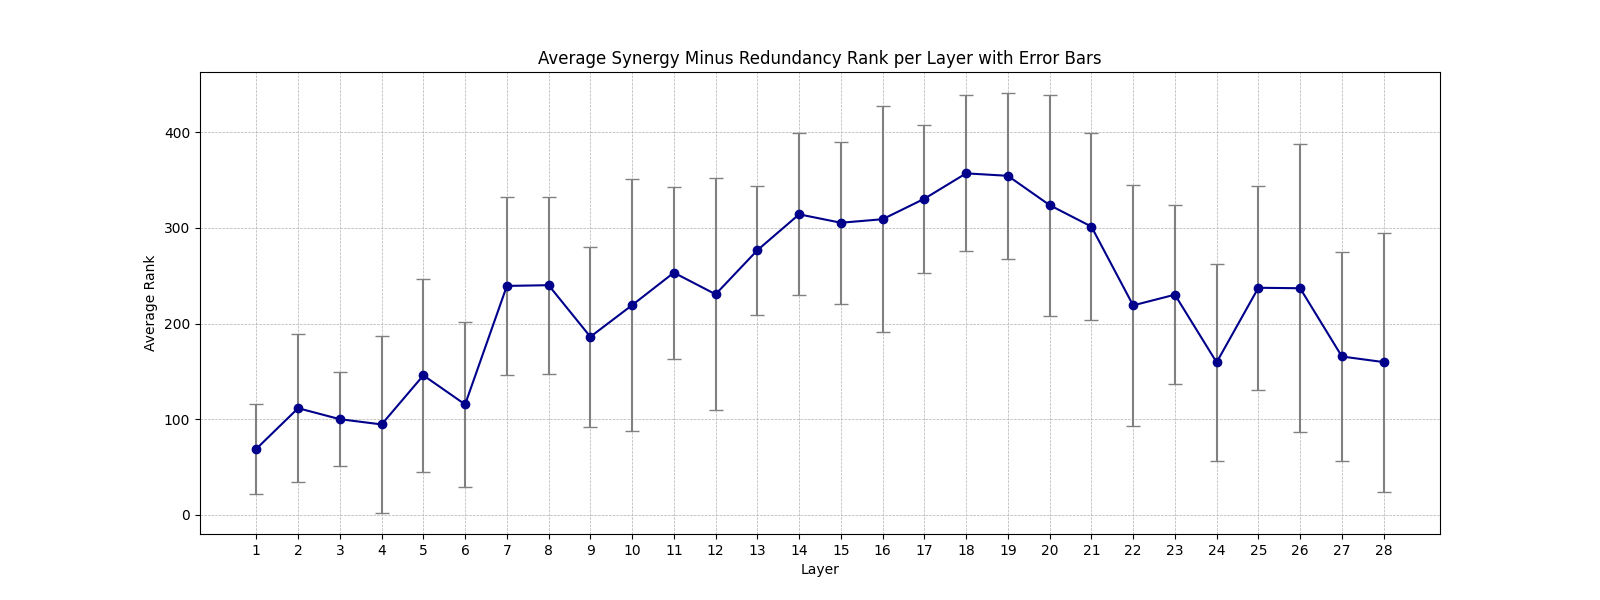 Average Synergy Minus Redundancy Rank per Layer with Error Bars
400
300
200
100
0
Average Rank
1 2 3 4 5 6 7 8 9 10 11 12 13 14 15 16 17 18 19 20 21 22 23 24 25 26 27 28
Layer